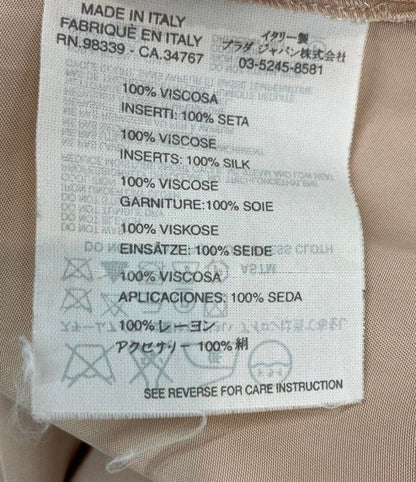 MADE IN ITALY
FABRIQUÉ EN ITALY
RN.98339 - CA.34767
イタリー製
プラダ ジャパン株式会社
03-5245-8581
100% VISCOSA
INSERTI: 100% SETA
100% VISCOSE
INSERTS: 100% SILK
100% VISCOSE
GARNITURE:100% SOIE
100% VISKOSE
EINSÄTZE: 100% SEIDE
100% VISCOSA
APLICACIONES: 100% SEDA
100% レーヨン
アクセサリー 100% 絹
SEE REVERSE FOR CARE INSTRUCTION